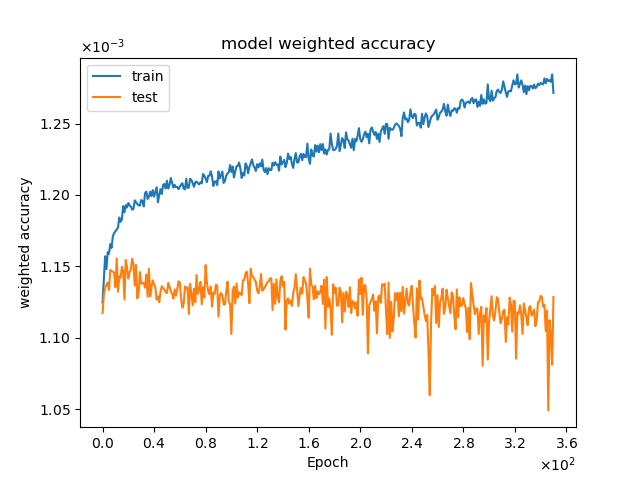 model weighted accuracy
×10⁻³
train
test
1.25
1.20
1.15
1.10
1.05
weighted accuracy
0.0 0.4 0.8 1.2 1.6 2.0 2.4 2.8 3.2 3.6
Epoch
×10²